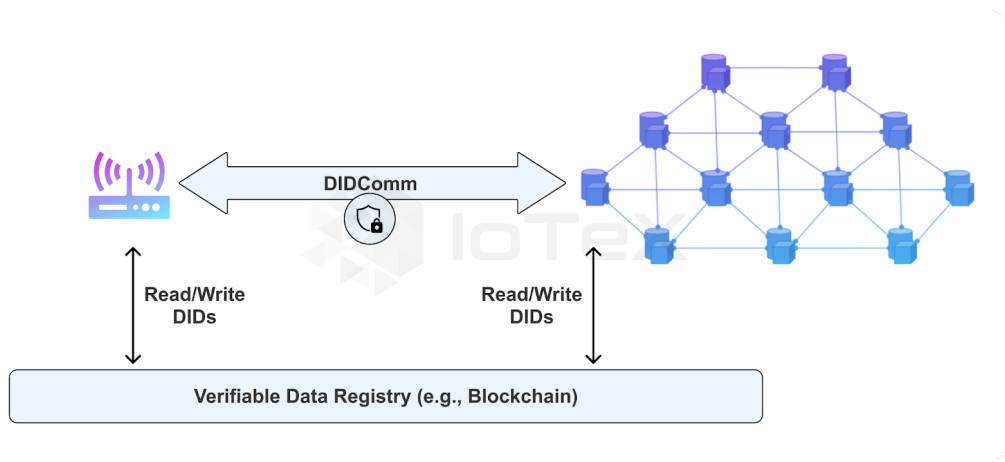 DIDComm
IoTeX
Read/Write
DIDs
Read/Write
DIDs
Verifiable Data Registry (e.g., Blockchain)